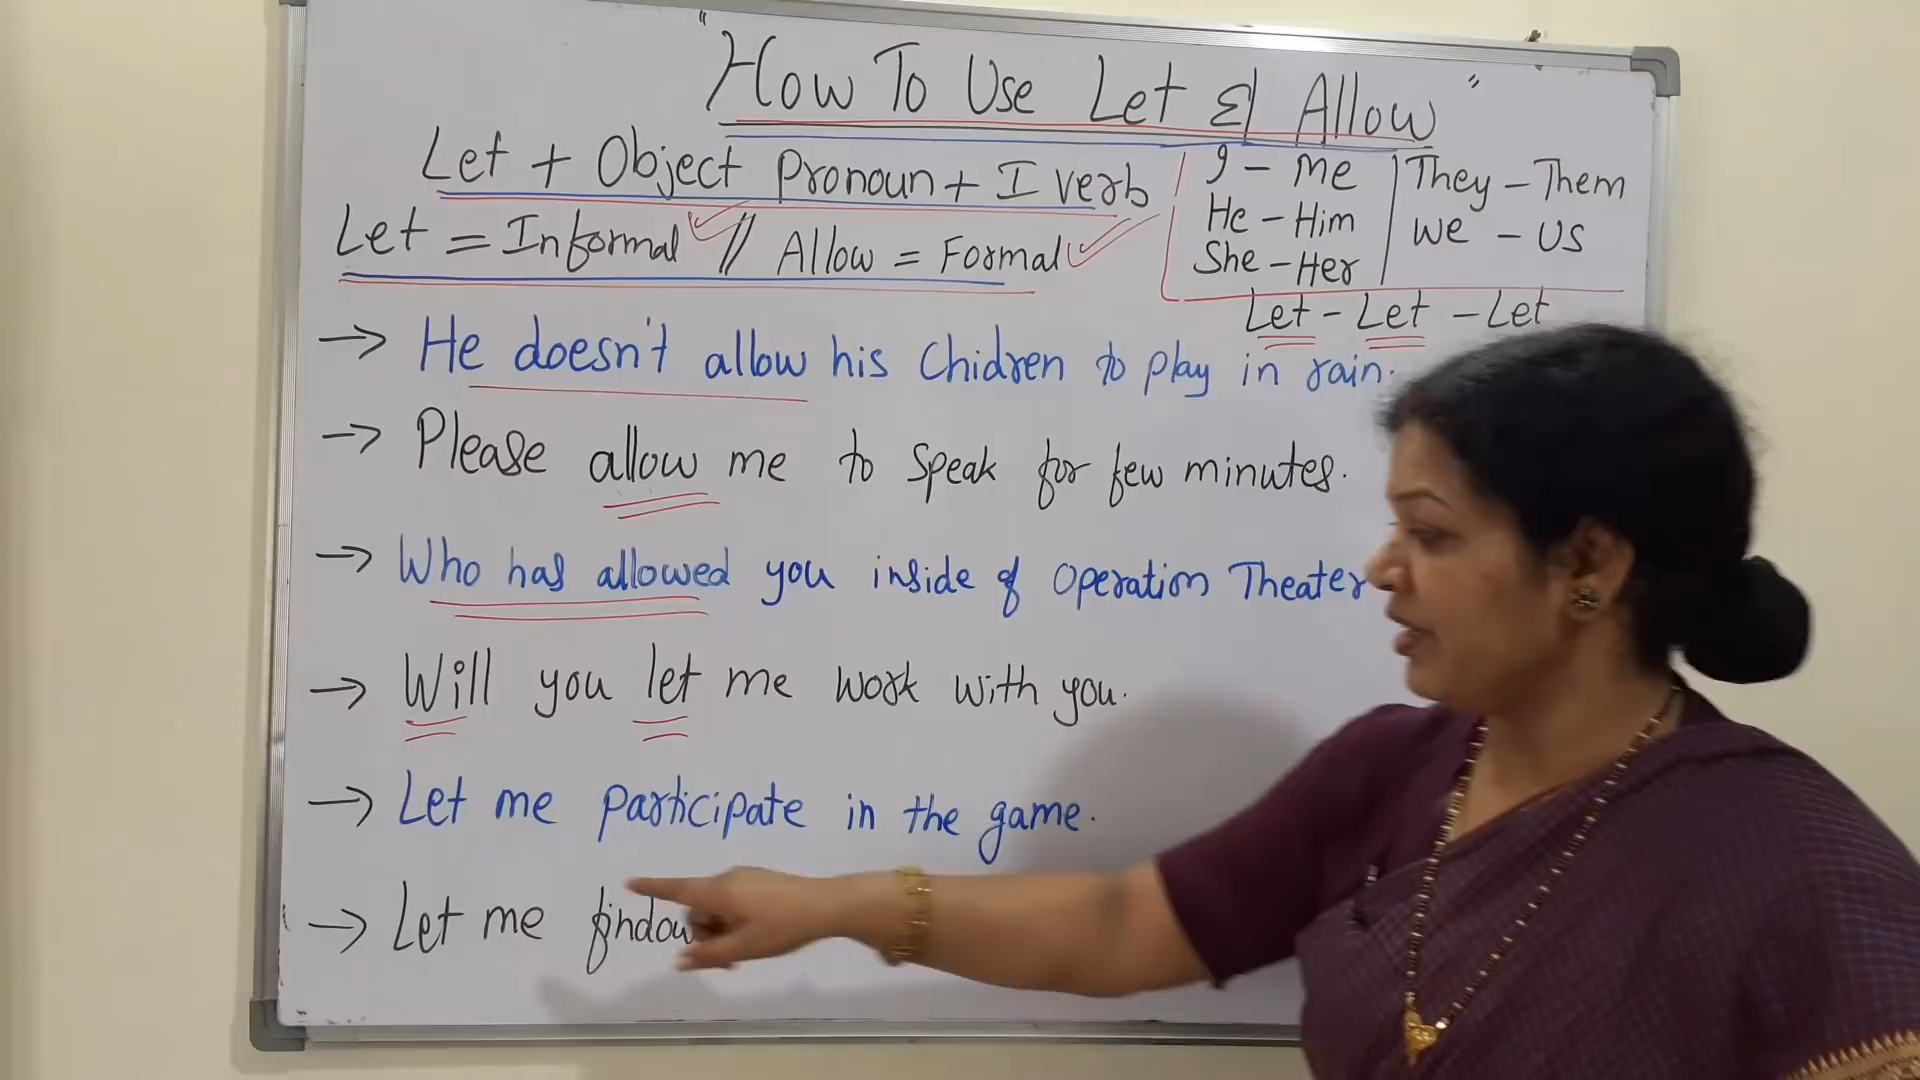 "How To Use Let & Allow"
Let + Object Pronoun + I verb
I - Me
He - Him
She - Her
They - Them
We - Us
Let = Informal // Allow = Formal
Let - Let - Let
→ He doesn't allow his Chidren to play in rain.
→ Please allow me to speak for few minutes.
→ Who has allowed you inside of Operation Theater
→ Will you let me work with you.
→ Let me participate in the game.
→ Let me